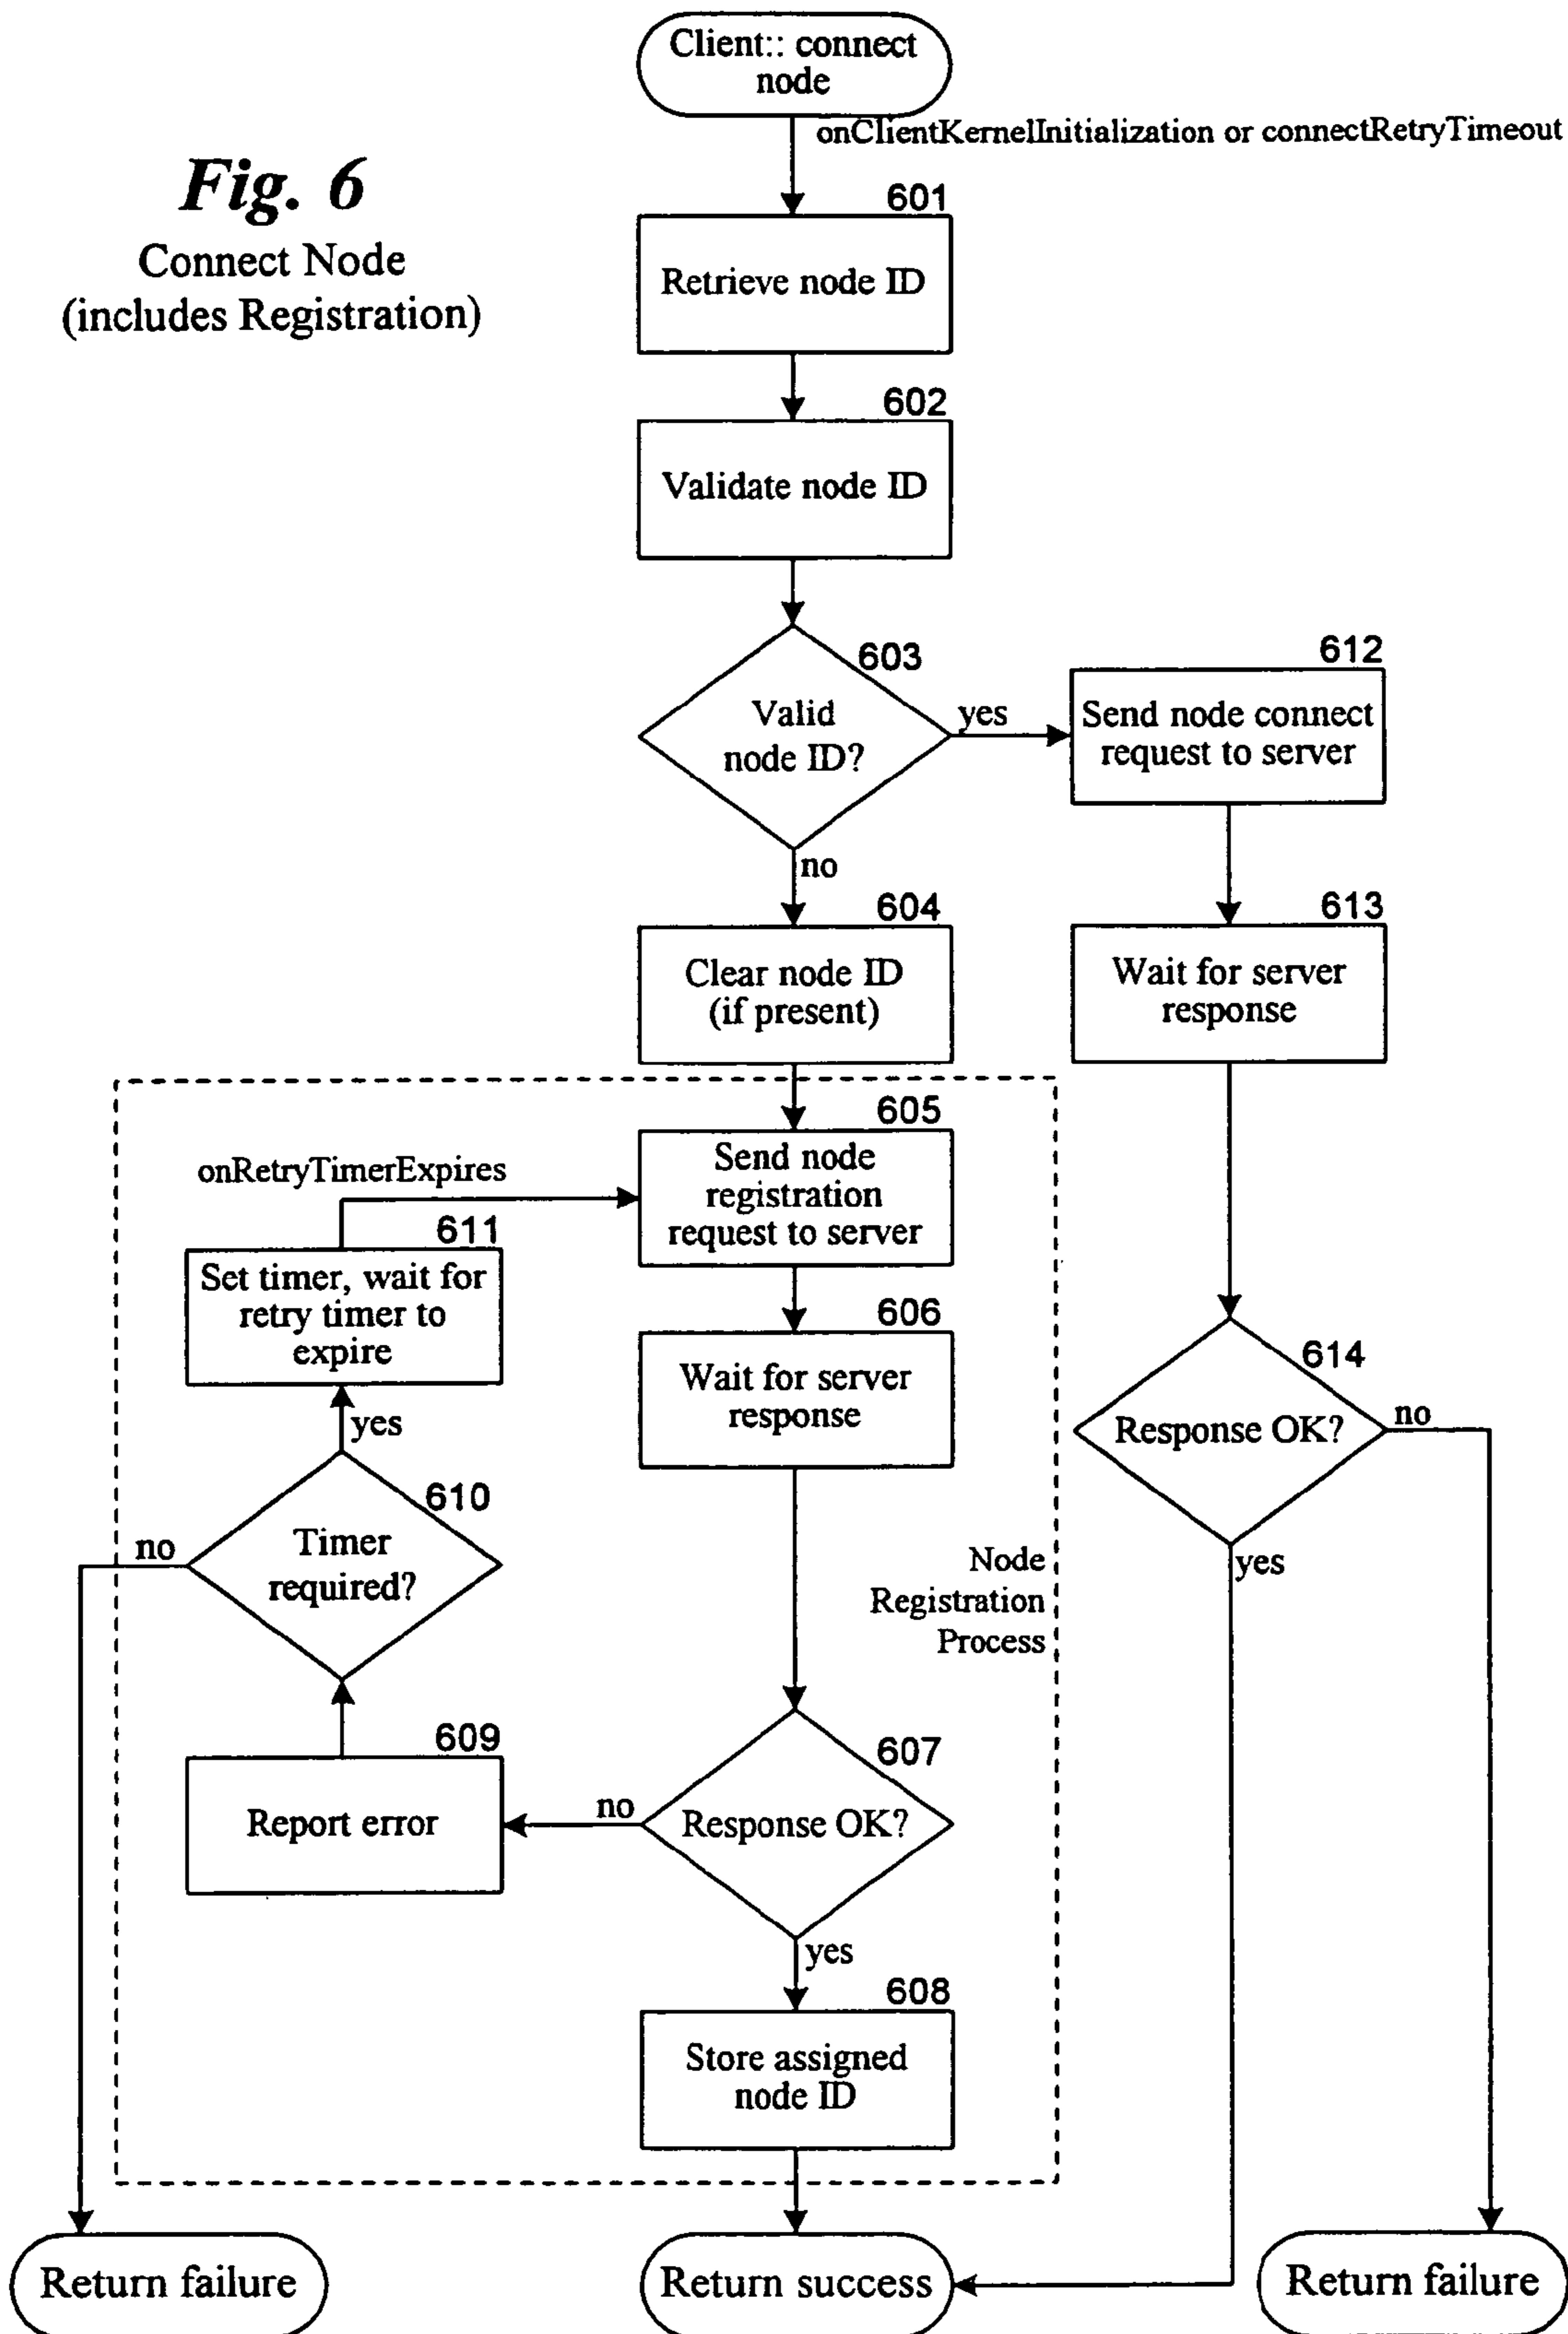 Client:: connect
node
onClientKernelInitialization or connectRetryTimeout
Fig. 6
Connect Node
(includes Registration)
601
Retrieve node ID
602
Validate node ID
603
Valid
node ID?
yes
no
612
Send node connect
request to server
604
Clear node ID
(if present)
613
Wait for server
response
605
Send node
registration
request to server
onRetryTimerExpires
611
Set timer, wait for
retry timer to
expire
606
Wait for server
response
614
Response OK?
no
yes
yes
610
Timer
required?
no
Node
Registration
Process
609
Report error
607
Response OK?
no
yes
608
Store assigned
node ID
Return failure
Return success
Return failure